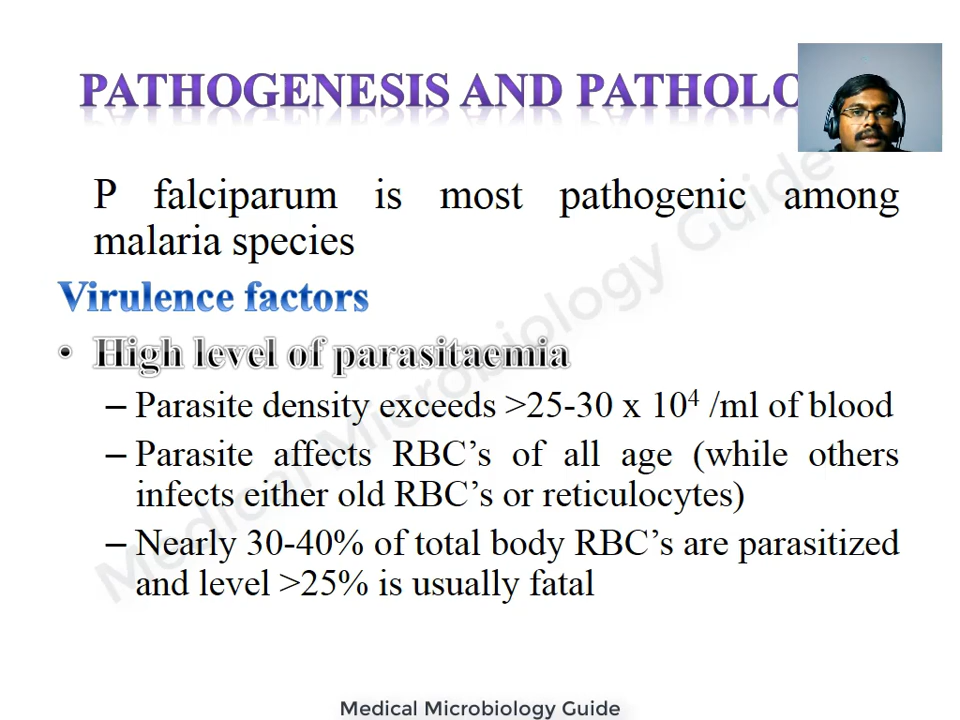 PATHOGENESIS AND PATHOLO
P falciparum is most pathogenic among
malaria species
Virulence factors
• High level of parasitaemia
– Parasite density exceeds >25-30 x 10⁴ /ml of blood
– Parasite affects RBC’s of all age (while others
infects either old RBC’s or reticulocytes)
– Nearly 30-40% of total body RBC’s are parasitized
and level >25% is usually fatal
Medical Microbiology Guide
Medical Microbiology Guide